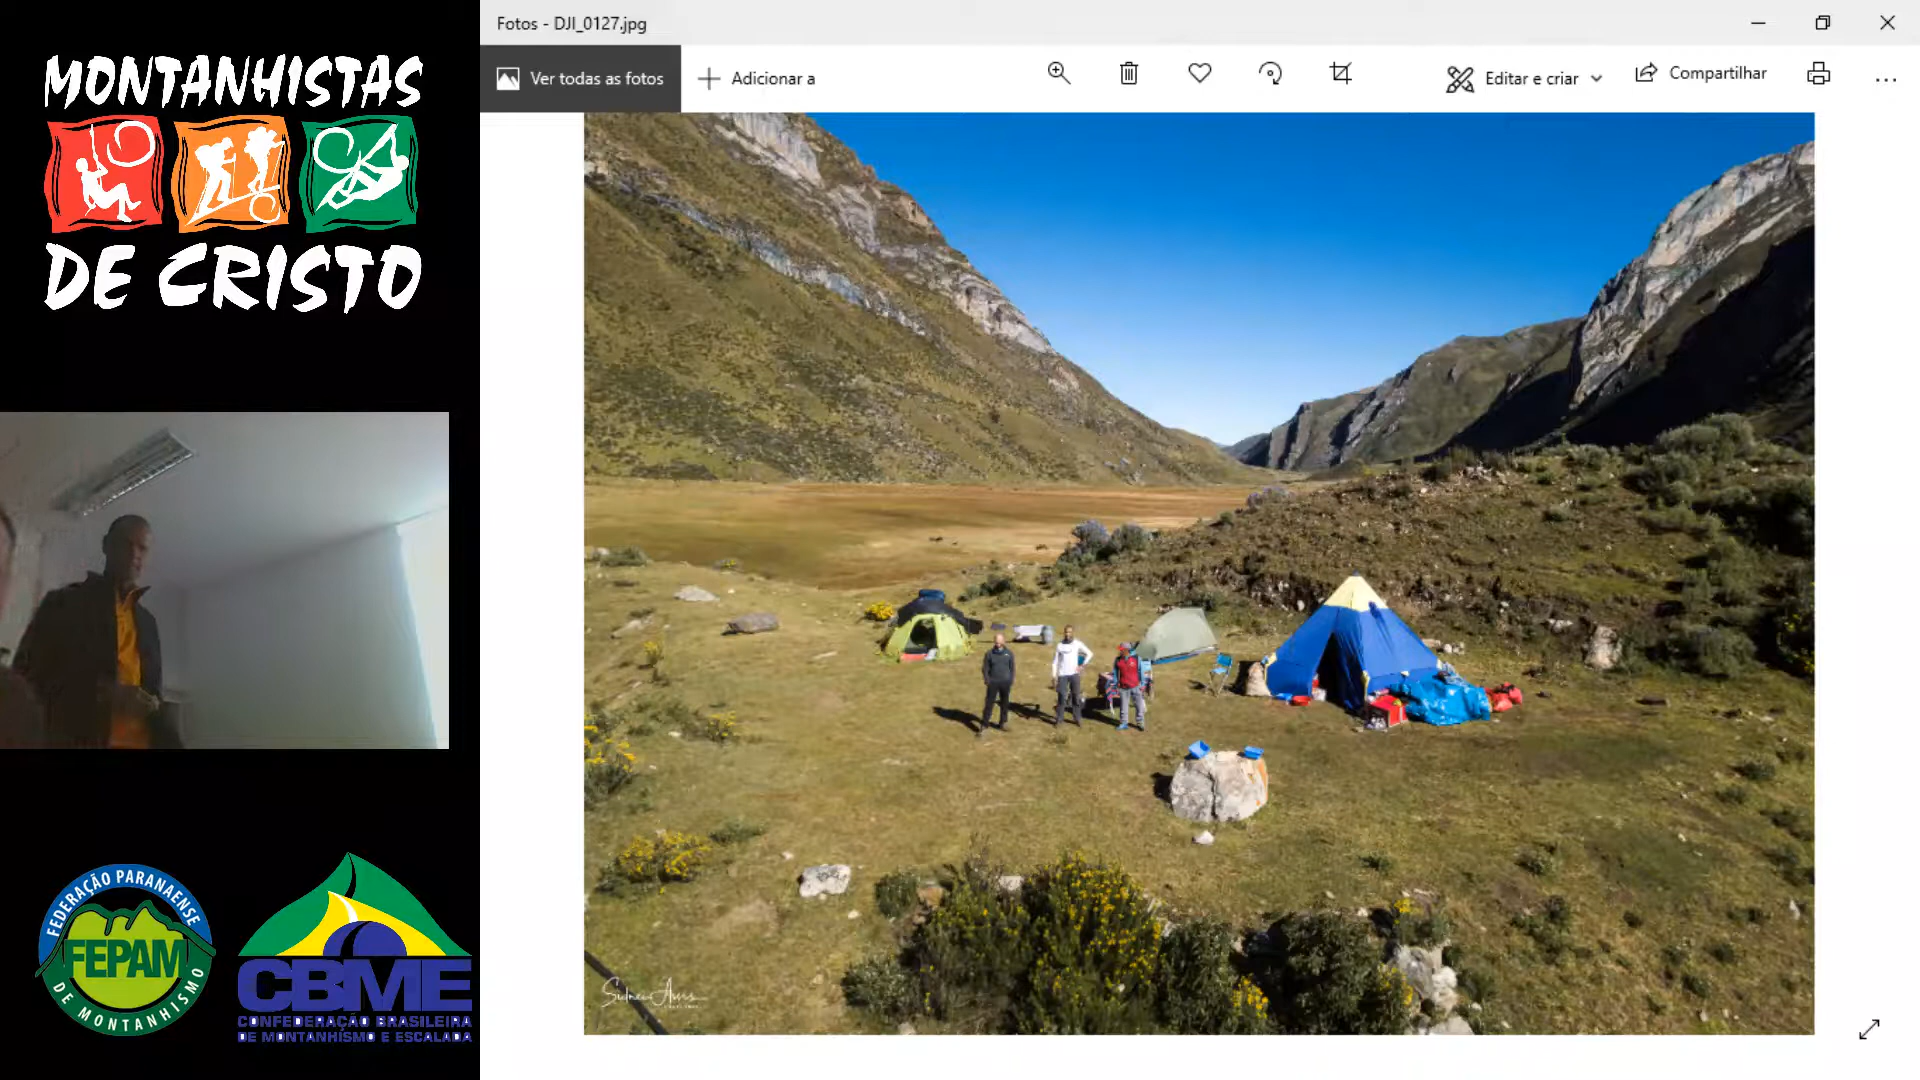 MONTANHISTAS
DE CRISTO
FEDERAÇÃO PARANAENSE
FEPAM
DE MONTANHISMO
CBME
CONFEDERAÇÃO BRASILEIRA
DE MONTANHISMO E ESCALADA
Fotos - DJI_0127.jpg
Ver todas as fotos
Adicionar a
Editar e criar
Compartilhar